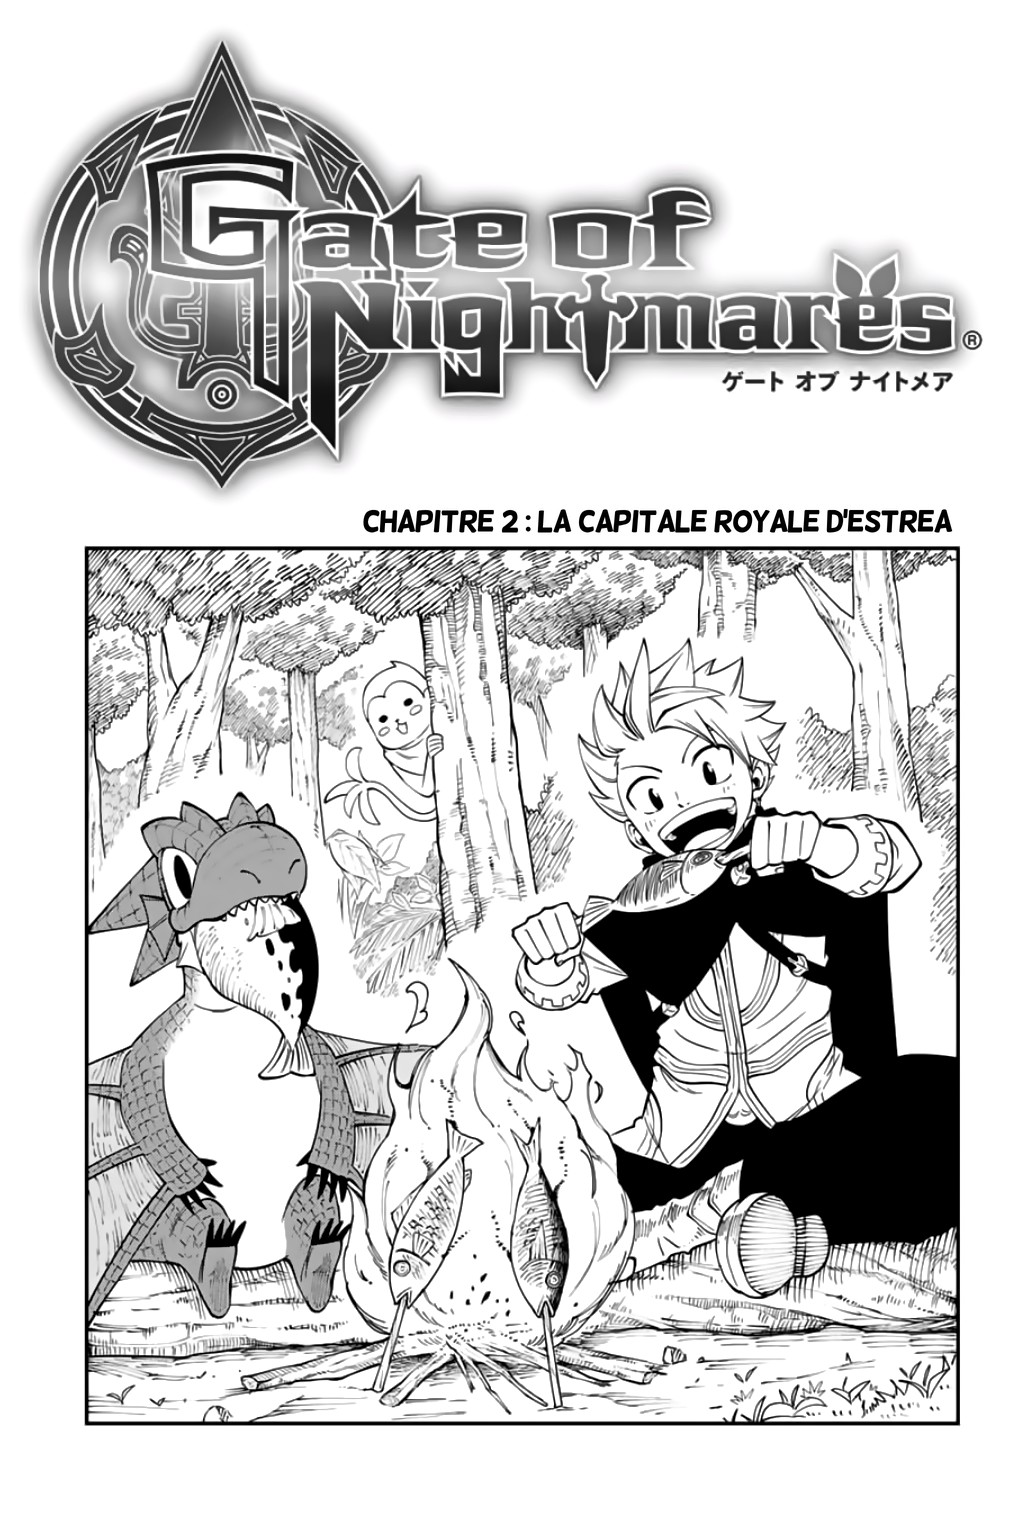 Gate of
Nightmares®
ゲート オブ ナイトメア
CHAPITRE 2 : LA CAPITALE ROYALE D'ESTREA